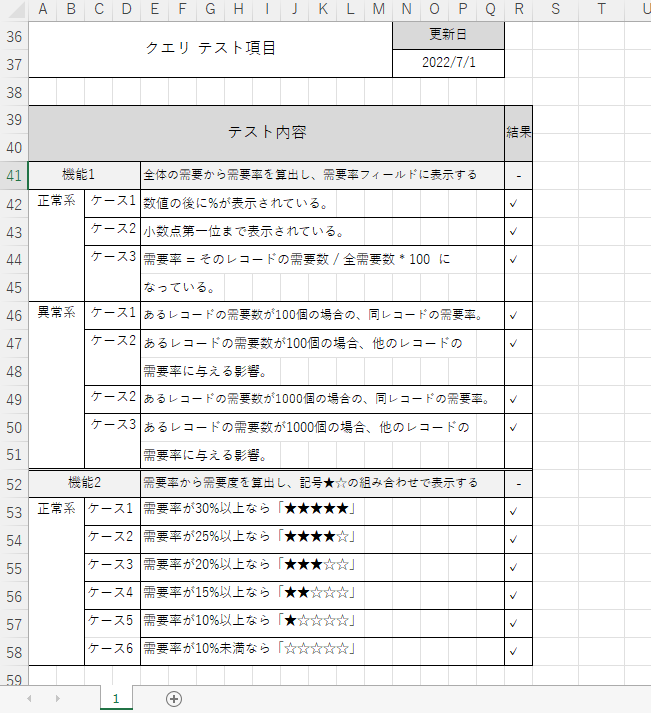 A B C D E F G H I J K L M N O P Q R S T U
36 クエリ テスト項目 更新日
37 2022/7/1
38
39 テスト内容 結果
40
41 機能1 全体の需要から需要率を算出し、需要率フィールドに表示する -
42 正常系 ケース1 数値の後に%が表示されている。 ✓
43 ケース2 小数点第一位まで表示されている。 ✓
44 ケース3 需要率 = そのレコードの需要数 / 全需要数 * 100 に ✓
45 なっている。
46 異常系 ケース1 あるレコードの需要数が100個の場合の、同レコードの需要率。 ✓
47 ケース2 あるレコードの需要数が100個の場合、他のレコードの ✓
48 需要率に与える影響。
49 ケース2 あるレコードの需要数が1000個の場合の、同レコードの需要率。 ✓
50 ケース3 あるレコードの需要数が1000個の場合、他のレコードの ✓
51 需要率に与える影響。
52 機能2 需要率から需要度を算出し、記号★☆の組み合わせで表示する -
53 正常系 ケース1 需要率が30%以上なら「★★★★★」 ✓
54 ケース2 需要率が25%以上なら「★★★★☆」 ✓
55 ケース3 需要率が20%以上なら「★★★☆☆」 ✓
56 ケース4 需要率が15%以上なら「★★☆☆☆」 ✓
57 ケース5 需要率が10%以上なら「★☆☆☆☆」 ✓
58 ケース6 需要率が10%未満なら「☆☆☆☆☆」 ✓
59
1